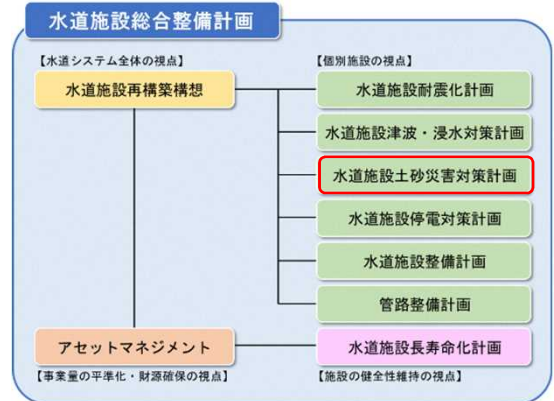 水道施設総合整備計画
【水道システム全体の視点】
【個別施設の視点】
水道施設再構築構想
水道施設耐震化計画
水道施設津波・浸水対策計画
水道施設土砂災害対策計画
水道施設停電対策計画
水道施設整備計画
管路整備計画
アセットマネジメント
水道施設長寿命化計画
【事業量の平準化・財源確保の視点】
【施設の健全性維持の視点】